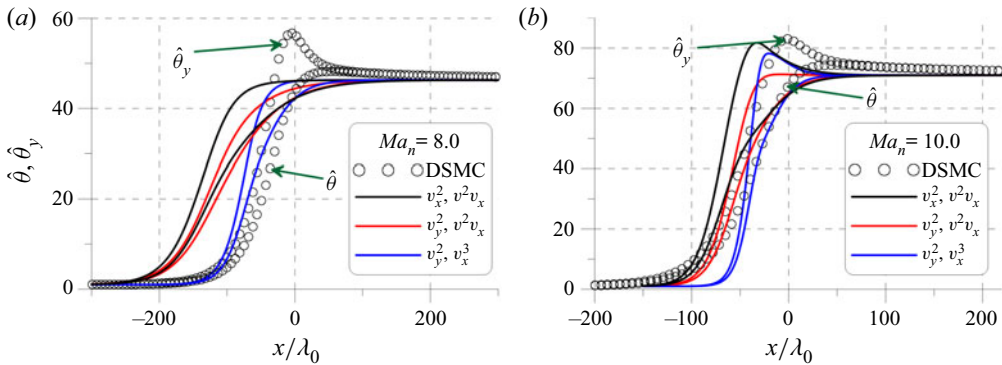 (a)
60
40
20
0
θ̂, θ̂_y
θ̂_y
θ̂
Ma_n = 8.0
DSMC
v_x^2, v^2v_x
v_y^2, v^2v_x
v_y^2, v_x^3
–200
0
200
x/λ_0
(b)
80
60
40
20
0
θ̂_y
θ̂
Ma_n = 10.0
DSMC
v_x^2, v^2v_x
v_y^2, v^2v_x
v_y^2, v_x^3
–200
–100
0
100
200
x/λ_0